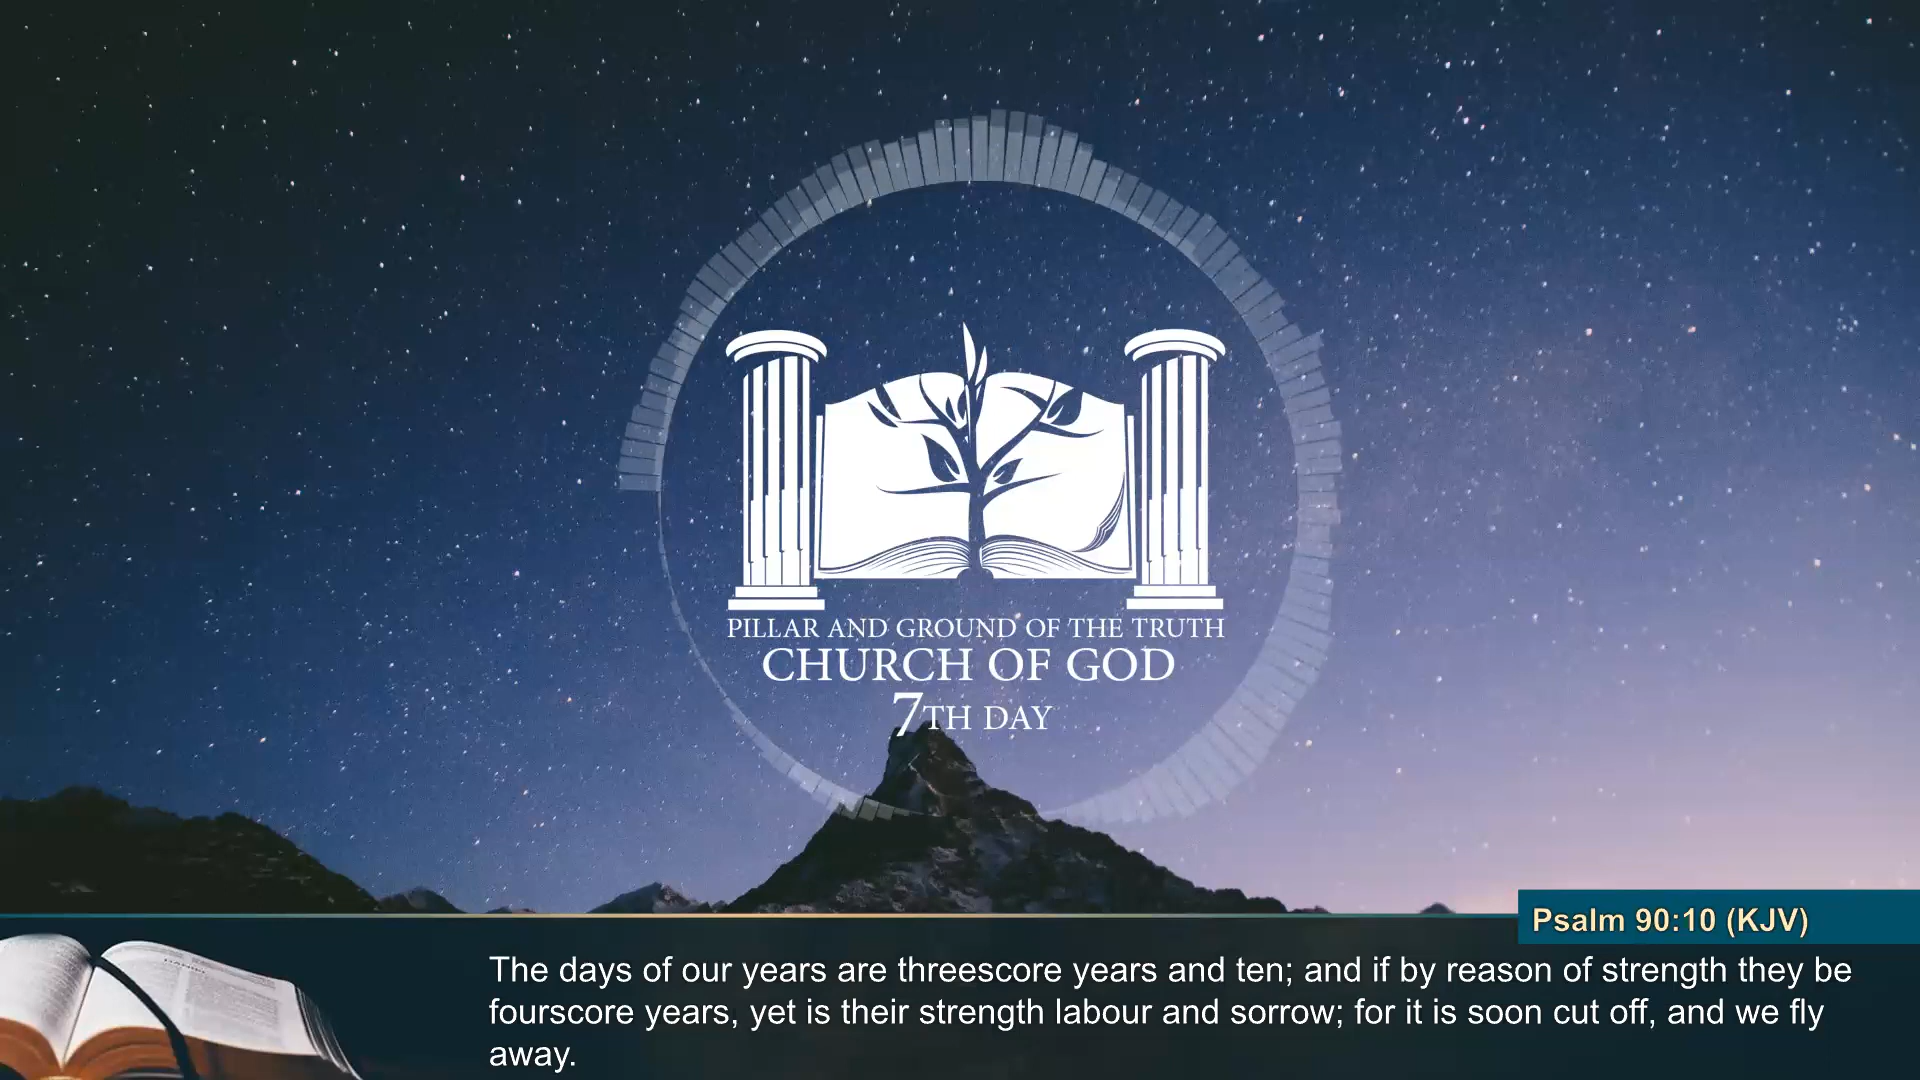 PILLAR AND GROUND OF THE TRUTH
CHURCH OF GOD
7TH DAY
Psalm 90:10 (KJV)
The days of our years are threescore years and ten; and if by reason of strength they be
fourscore years, yet is their strength labour and sorrow; for it is soon cut off, and we fly
away.